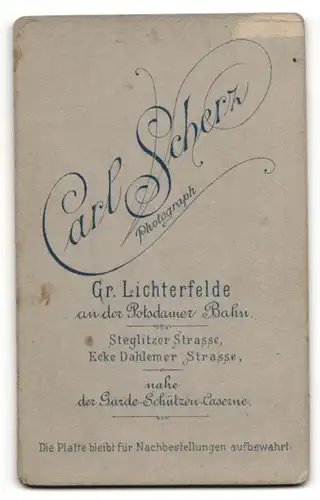 Carl Scherz
Photograph
Gr. Lichterfelde
an der Potsdamer Bahn.
Steglitzer Strasse,
Ecke Dahlemer Strasse,
nahe
der Garde-Schützen-Caserne.
Die Platte bleibt für Nachbestellungen aufbewahrt.